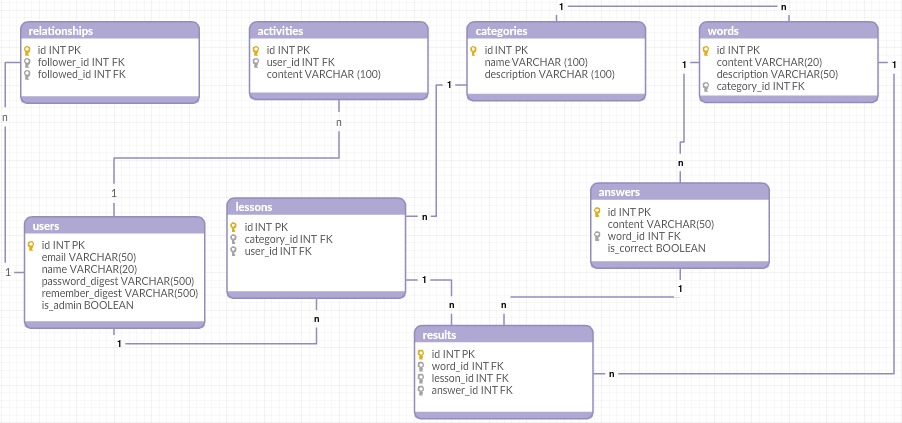 1
n
relationships
id INT PK
follower_id INT FK
followed_id INT FK
activities
id INT PK
user_id INT FK
content VARCHAR (100)
categories
id INT PK
name VARCHAR (100)
description VARCHAR (100)
words
id INT PK
content VARCHAR(20)
description VARCHAR(50)
category_id INT FK
1
1
1
n
n
n
1
answers
id INT PK
content VARCHAR(50)
word_id INT FK
is_correct BOOLEAN
lessons
id INT PK
category_id INT FK
user_id INT FK
n
users
id INT PK
email VARCHAR(50)
name VARCHAR(20)
password_digest VARCHAR(500)
remember_digest VARCHAR(500)
is_admin BOOLEAN
1
1
1
n
n
n
1
results
id INT PK
word_id INT FK
lesson_id INT FK
answer_id INT FK
n